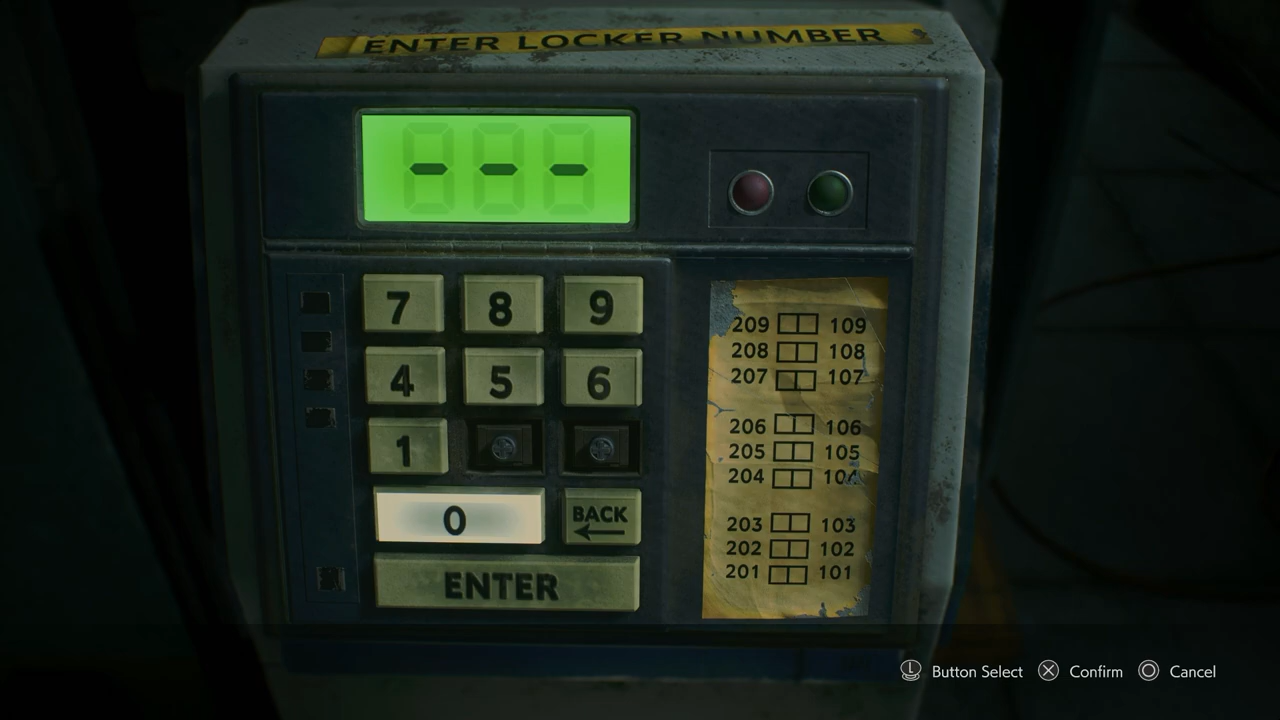 ENTER LOCKER NUMBER
- - -
7 8 9
4 5 6
1
0 BACK
ENTER
209 109
208 108
207 107
206 106
205 105
204 104
203 103
202 102
201 101
L Button Select Confirm Cancel